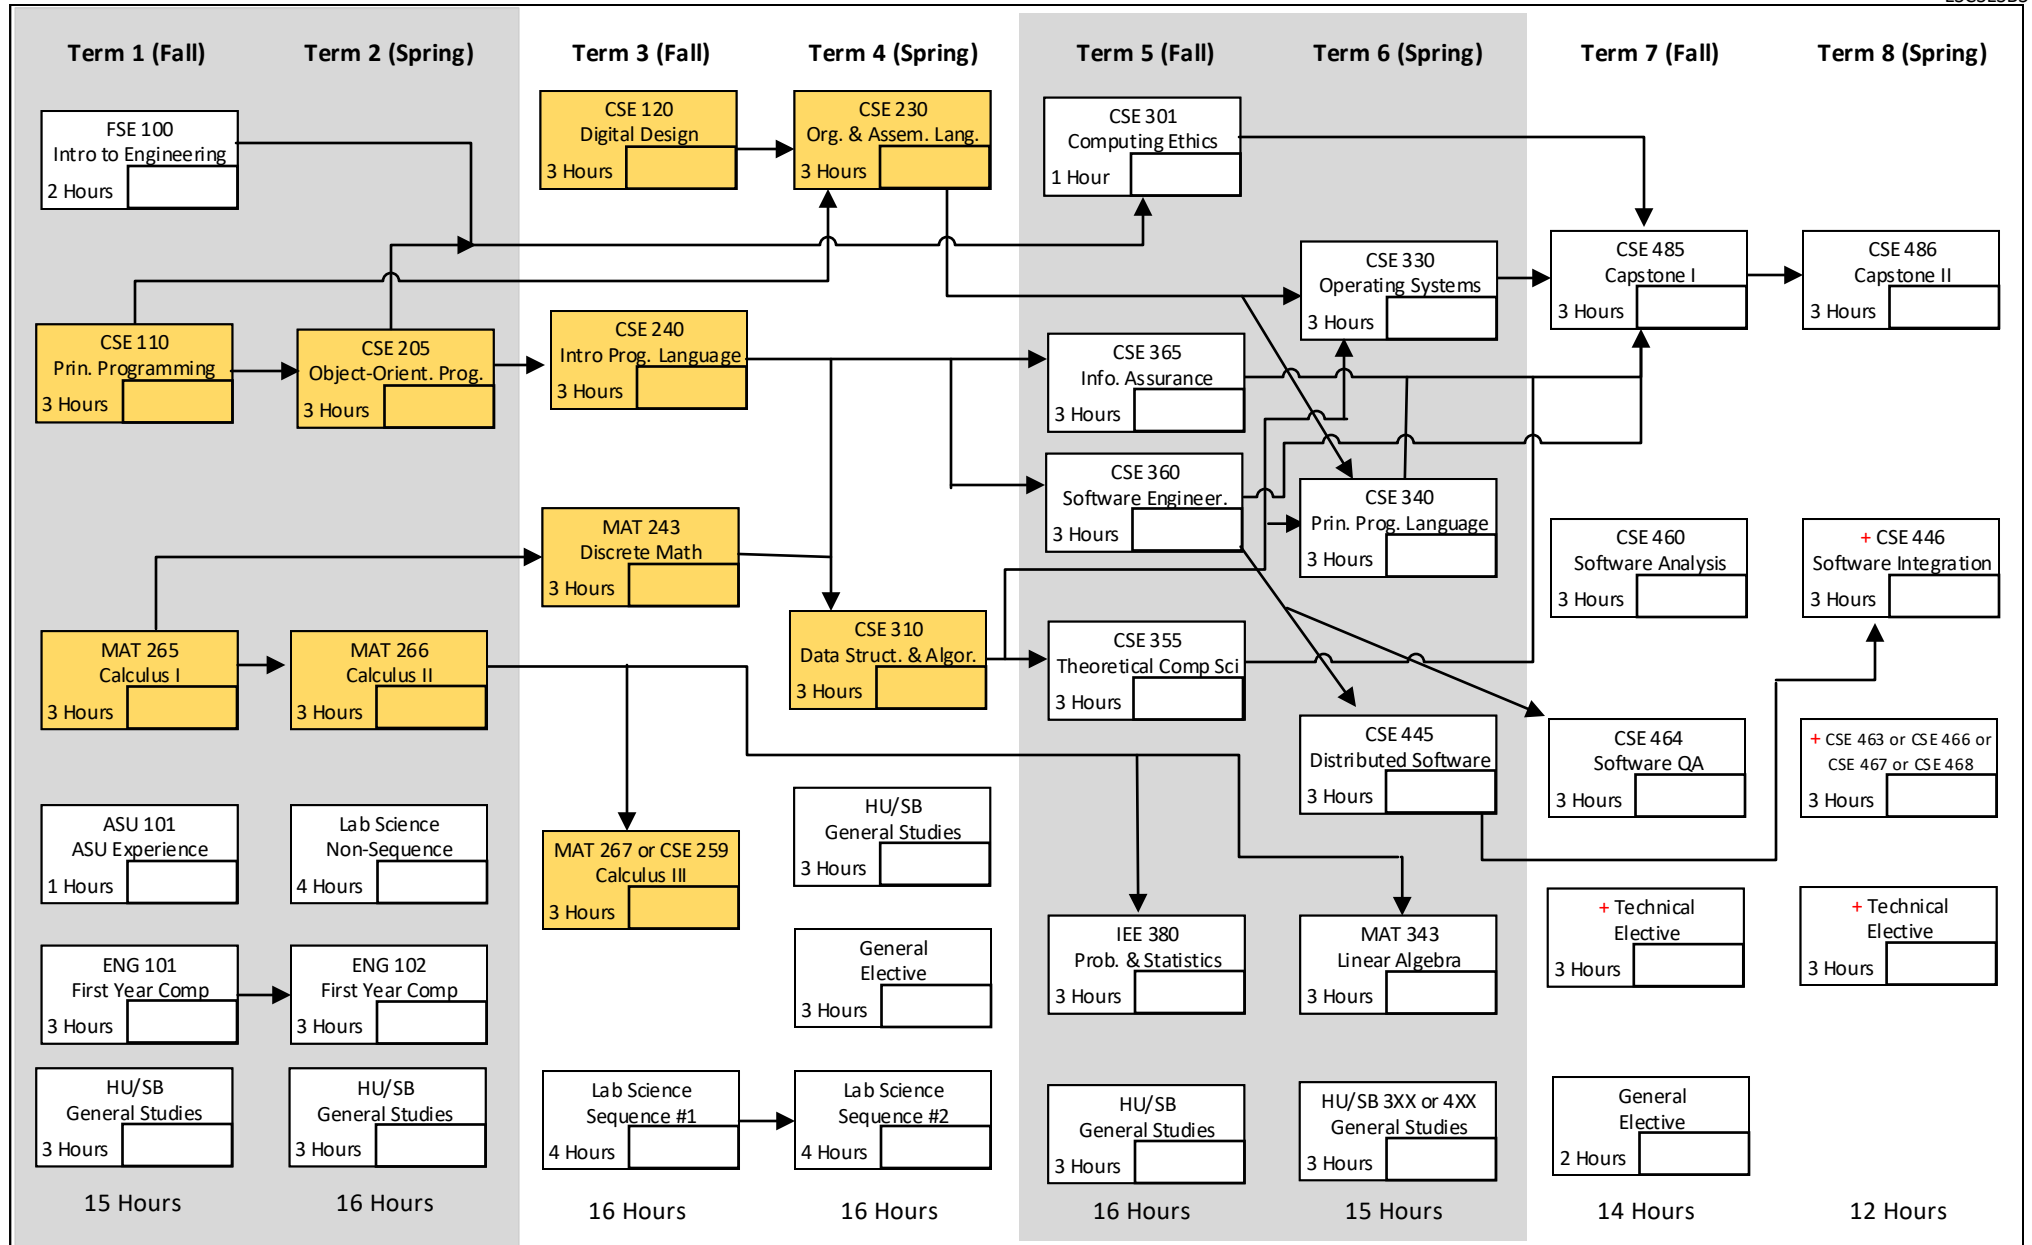 Term 1 (Fall)
Term 2 (Spring)
Term 3 (Fall)
Term 4 (Spring)
Term 5 (Fall)
Term 6 (Spring)
Term 7 (Fall)
Term 8 (Spring)
FSE 100
Intro to Engineering
2 Hours
CSE 110
Prin. Programming
3 Hours
MAT 265
Calculus I
3 Hours
ASU 101
ASU Experience
1 Hours
ENG 101
First Year Comp
3 Hours
HU/SB
General Studies
3 Hours
15 Hours
CSE 205
Object-Orient. Prog.
3 Hours
MAT 266
Calculus II
3 Hours
Lab Science
Non-Sequence
4 Hours
ENG 102
First Year Comp
3 Hours
HU/SB
General Studies
3 Hours
16 Hours
CSE 120
Digital Design
3 Hours
CSE 240
Intro Prog. Language
3 Hours
MAT 243
Discrete Math
3 Hours
MAT 267 or CSE 259
Calculus III
3 Hours
Lab Science
Sequence #1
4 Hours
16 Hours
CSE 230
Org. & Assem. Lang.
3 Hours
CSE 310
Data Struct. & Algor.
3 Hours
HU/SB
General Studies
3 Hours
General
Elective
3 Hours
Lab Science
Sequence #2
4 Hours
16 Hours
CSE 301
Computing Ethics
1 Hour
CSE 365
Info. Assurance
3 Hours
CSE 360
Software Engineer.
3 Hours
CSE 355
Theoretical Comp Sci
3 Hours
IEE 380
Prob. & Statistics
3 Hours
HU/SB
General Studies
3 Hours
16 Hours
CSE 330
Operating Systems
3 Hours
CSE 340
Prin. Prog. Language
3 Hours
CSE 445
Distributed Software
3 Hours
MAT 343
Linear Algebra
3 Hours
HU/SB 3XX or 4XX
General Studies
3 Hours
15 Hours
CSE 485
Capstone I
3 Hours
CSE 460
Software Analysis
3 Hours
CSE 464
Software QA
3 Hours
+ Technical
Elective
3 Hours
General
Elective
2 Hours
14 Hours
CSE 486
Capstone II
3 Hours
+ CSE 446
Software Integration
3 Hours
+ CSE 463 or CSE 466 or
CSE 467 or CSE 468
3 Hours
+ Technical
Elective
3 Hours
12 Hours